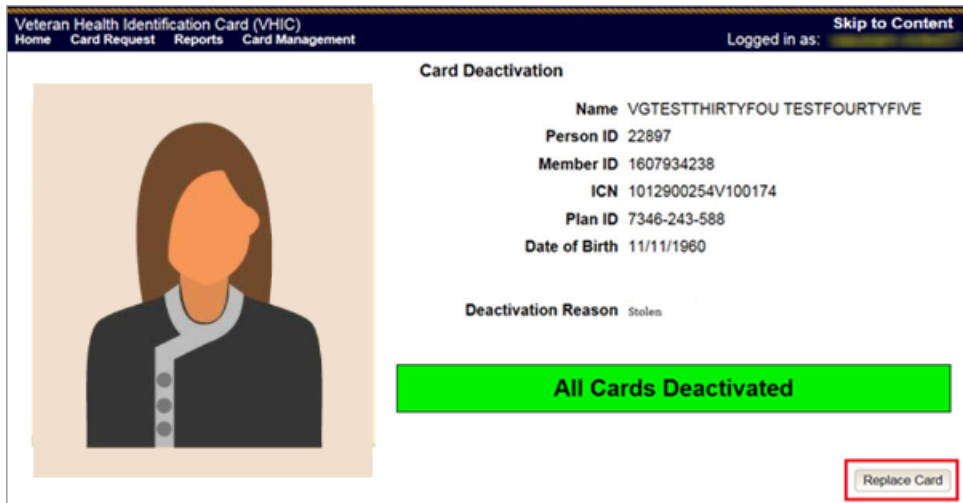 Veteran Health Identification Card (VHIC)
Skip to Content
Home Card Request Reports Card Management
Logged in as:
Card Deactivation
Name VGTESTTHIRTYFOU TESTFOURTYFIVE
Person ID 22897
Member ID 1607934238
ICN 1012900254V100174
Plan ID 7346-243-588
Date of Birth 11/11/1960
Deactivation Reason Stolen
All Cards Deactivated
Replace Card